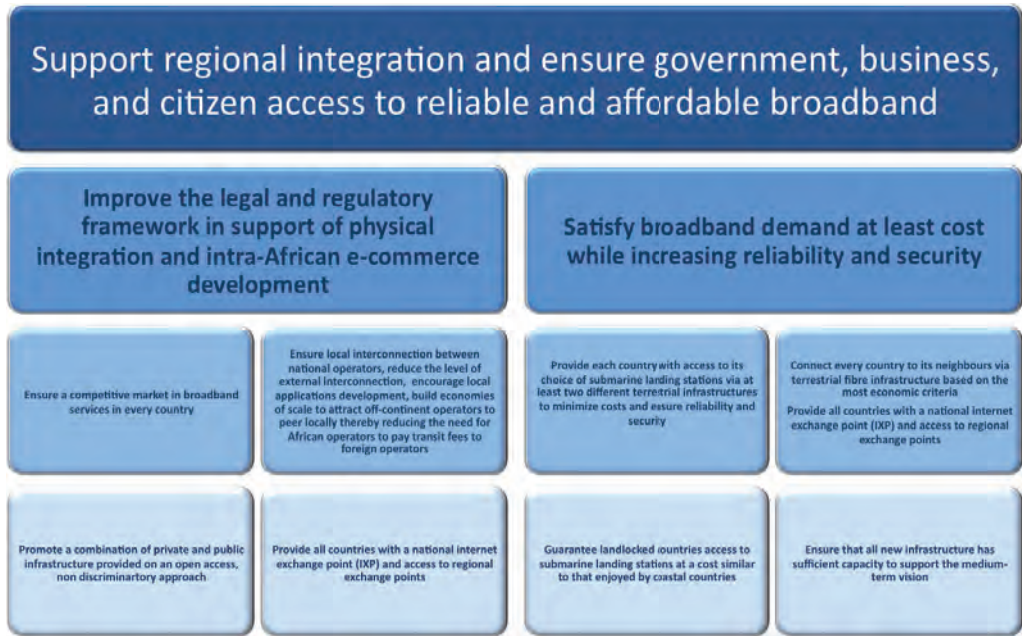 Support regional integration and ensure government, business,
and citizen access to reliable and affordable broadband
Improve the legal and regulatory
framework in support of physical
integration and intra-African e-commerce
development
Satisfy broadband demand at least cost
while increasing reliability and security
Ensure a competitive market in broadband
services in every country
Ensure local interconnection between
national operators, reduce the level of
external interconnection, encourage local
applications development, build economies
of scale to attract off-continent operators to
peer locally thereby reducing the need for
African operators to pay transit fees to
foreign operators
Provide each country with access to its
choice of submarine landing stations via at
least two different terrestrial infrastructures
to minimize costs and esure reliability and
security
Connect every country to its neighbours via
terrestrial fibre infrastructure based on the
most economic criteria
Provide all countries with a national internet
exchange point (IXP) and access to regional
exchange points
Promote a combination of private and public
infrastructure provided on an open access,
non discriminartory approach
Provide all countries with a national internet
exchange point (IXP) and access to regional
exchange points
Guarantee landlocked countries access to
submarine landing stations at a cost similar
to that enjoyed by coastal countries
Ensure that all new infrastructure has
sufficient capacity to support the medium-
term vision